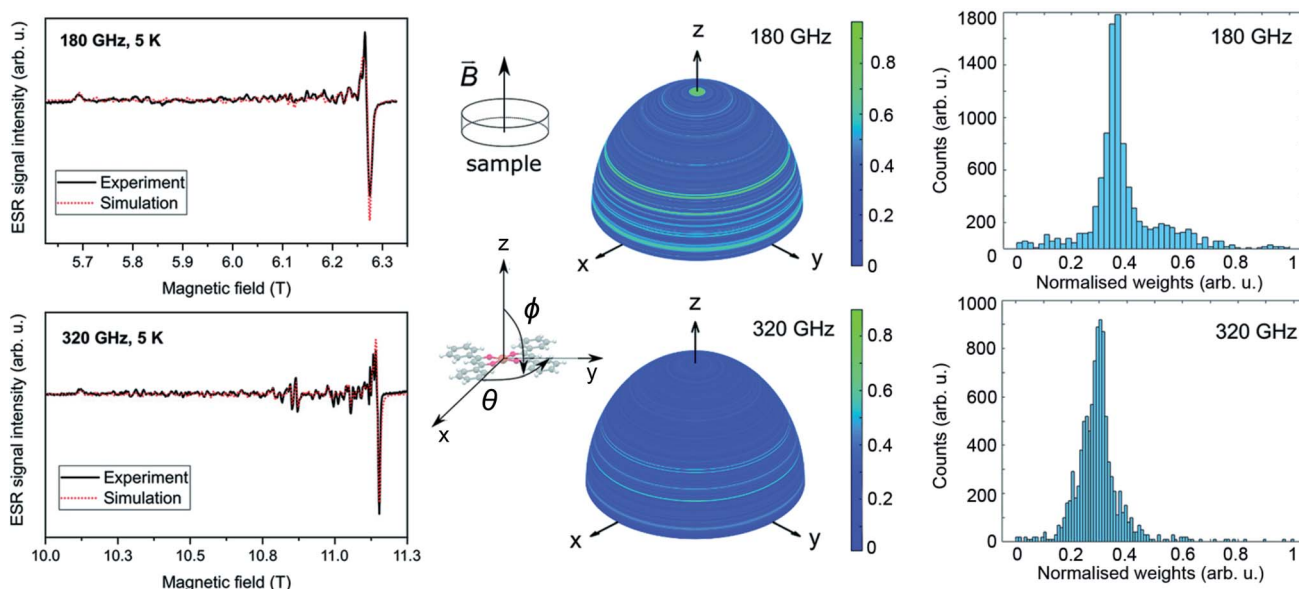 180 GHz, 5 K
ESR signal intensity (arb. u.)
Experiment
Simulation
5.7 5.8 5.9 6.0 6.1 6.2 6.3
Magnetic field (T)
B
sample
180 GHz
z
x
y
0.8
0.6
0.4
0.2
0
180 GHz
Counts (arb. u.)
1800
1400
1000
600
200
0
0 0.2 0.4 0.6 0.8 1
Normalised weights (arb. u.)
320 GHz, 5 K
ESR signal intensity (arb. u.)
Experiment
Simulation
10.0 10.3 10.5 10.8 11.0 11.3
Magnetic field (T)
z
ϕ
y
θ
x
320 GHz
z
x
y
0.8
0.6
0.4
0.2
0
320 GHz
Counts (arb. u.)
1000
800
600
400
200
0
0 0.2 0.4 0.6 0.8 1
Normalised weights (arb. u.)